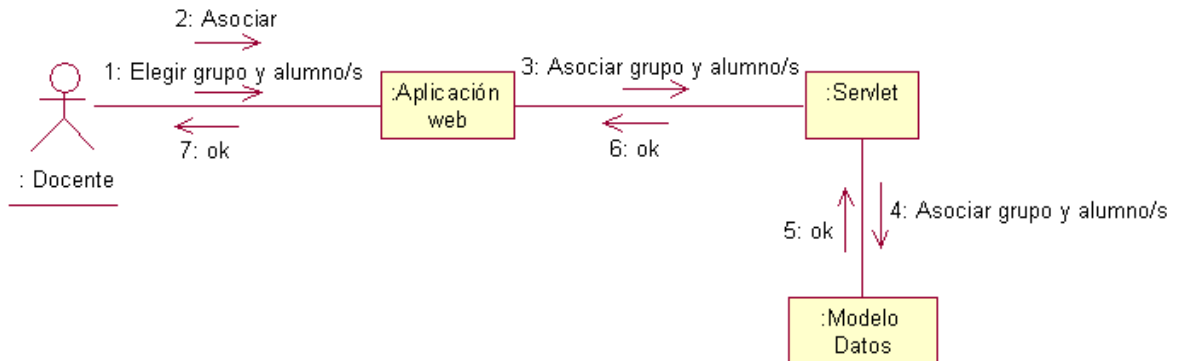 2: Asociar
1: Elegir grupo y alumno/s
7: ok
: Docente
:Aplicación
web
3: Asociar grupo y alumno/s
6: ok
:Servlet
4: Asociar grupo y alumno/s
5: ok
:Modelo
Datos